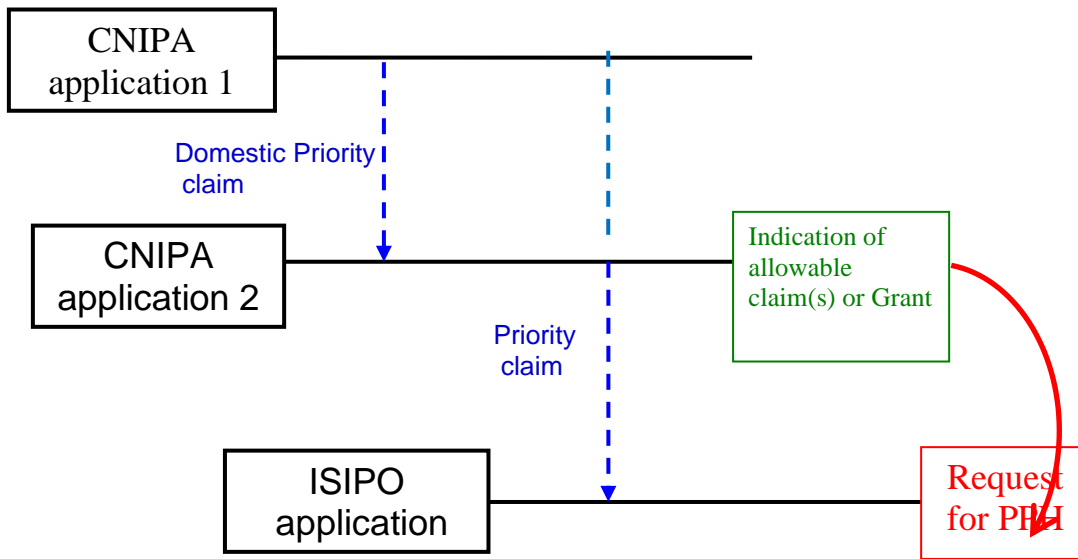 CNIPA
application 1
Domestic Priority
claim
CNIPA
application 2
Indication of
allowable
claim(s) or Grant
Priority
claim
ISIPO
application
Request
for PPH